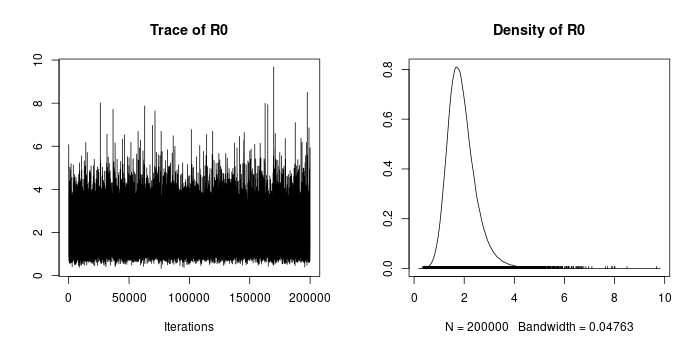 Trace of R0
10
8
6
4
2
0
0 50000 100000 150000 200000
Iterations
Density of R0
0.8
0.6
0.4
0.2
0.0
0 2 4 6 8 10
N = 200000 Bandwidth = 0.04763